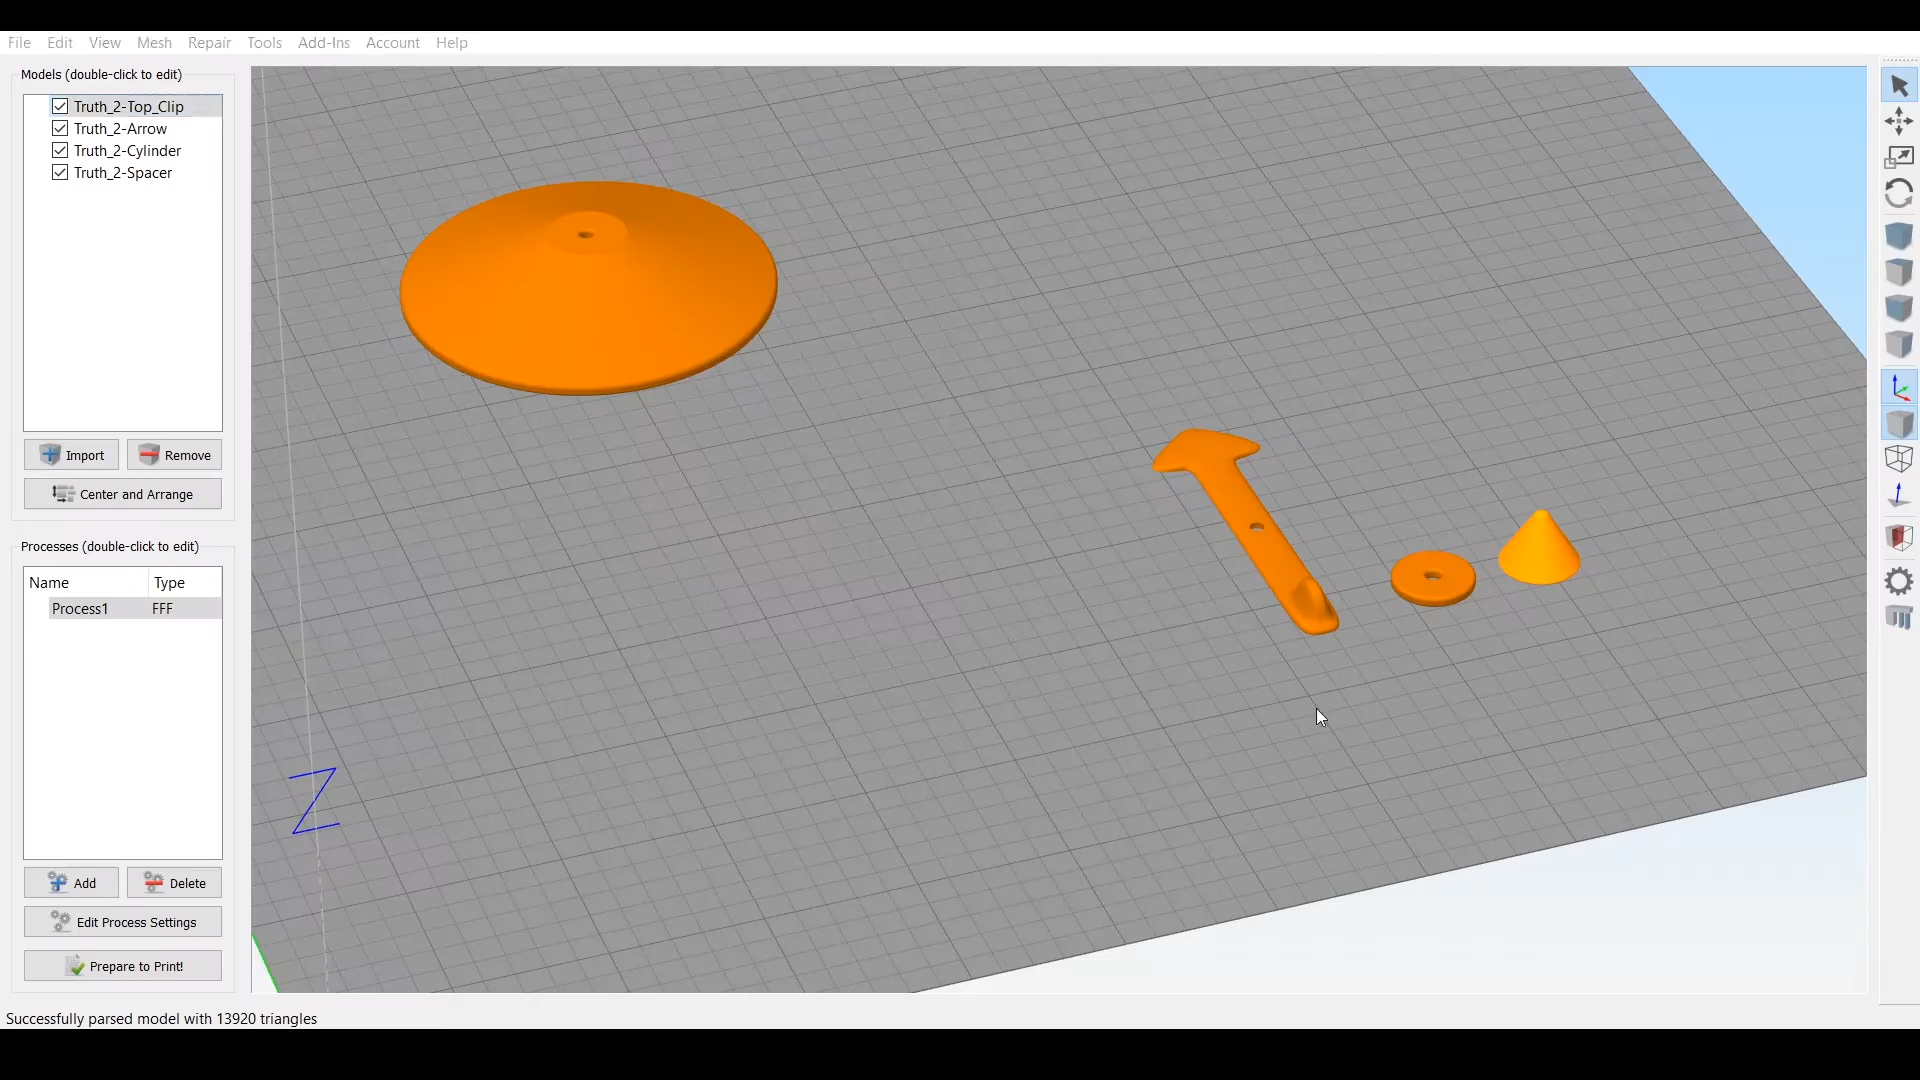 File Edit View Mesh Repair Tools Add-Ins Account Help
Models (double-click to edit)
Truth_2-Top_Clip
Truth_2-Arrow
Truth_2-Cylinder
Truth_2-Spacer
Import Remove
Center and Arrange
Processes (double-click to edit)
Name Type
Process1 FFF
Add Delete
Edit Process Settings
Prepare to Print!
Z
Successfully parsed model with 13920 triangles